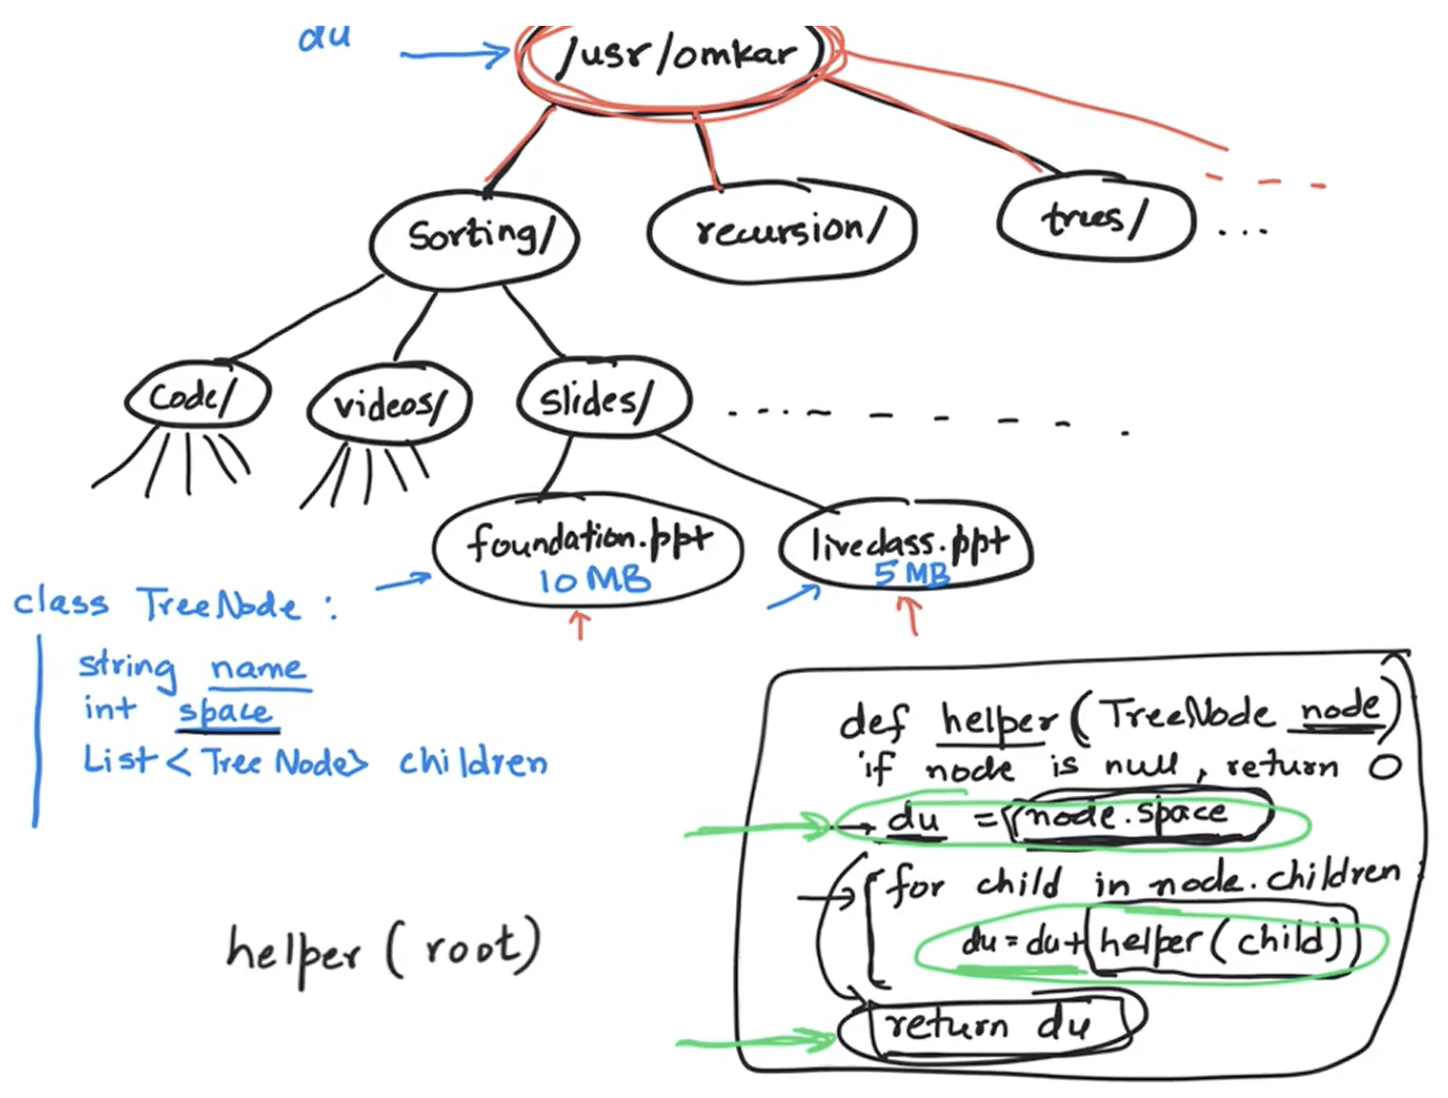 du
/usr/omkar
Sorting/
recursion/
trees/
...
code/
videos/
slides/
foundation.ppt
10 MB
liveclass.ppt
5 MB
class TreeNode :
string name
int space
List <TreeNode> children
def helper (TreeNode node)
if node is null, return 0
du = node.space
for child in node.children :
du = du + helper (child)
return du
helper ( root)